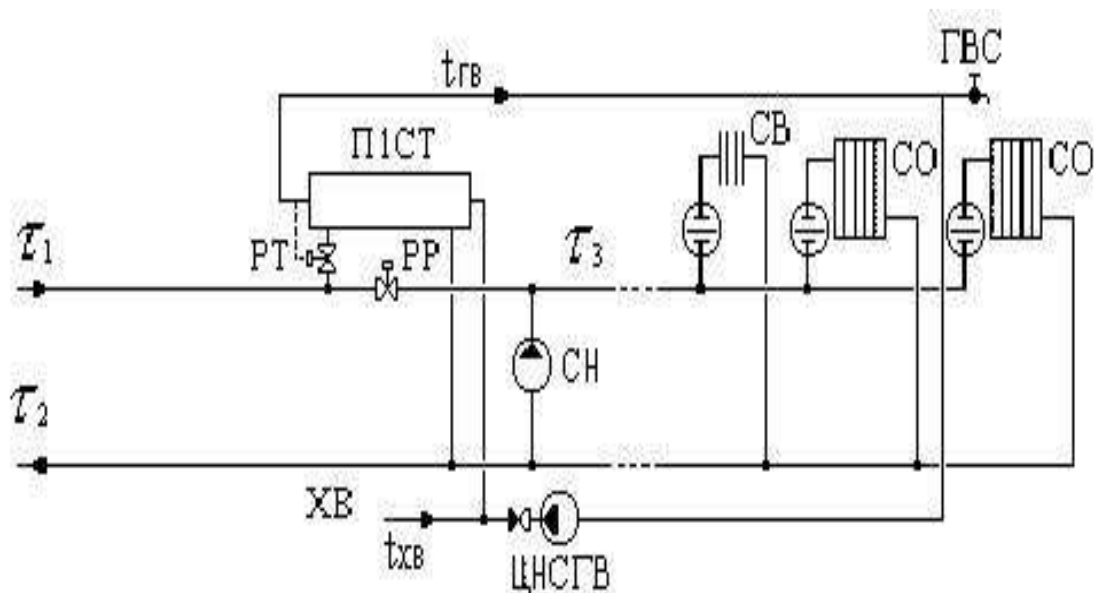 ГВС
tгв
П1СТ
СВ
СО
СО
τ1
РТ
РР
τ3
СН
τ2
ХВ
tхв
ЦНСГВ